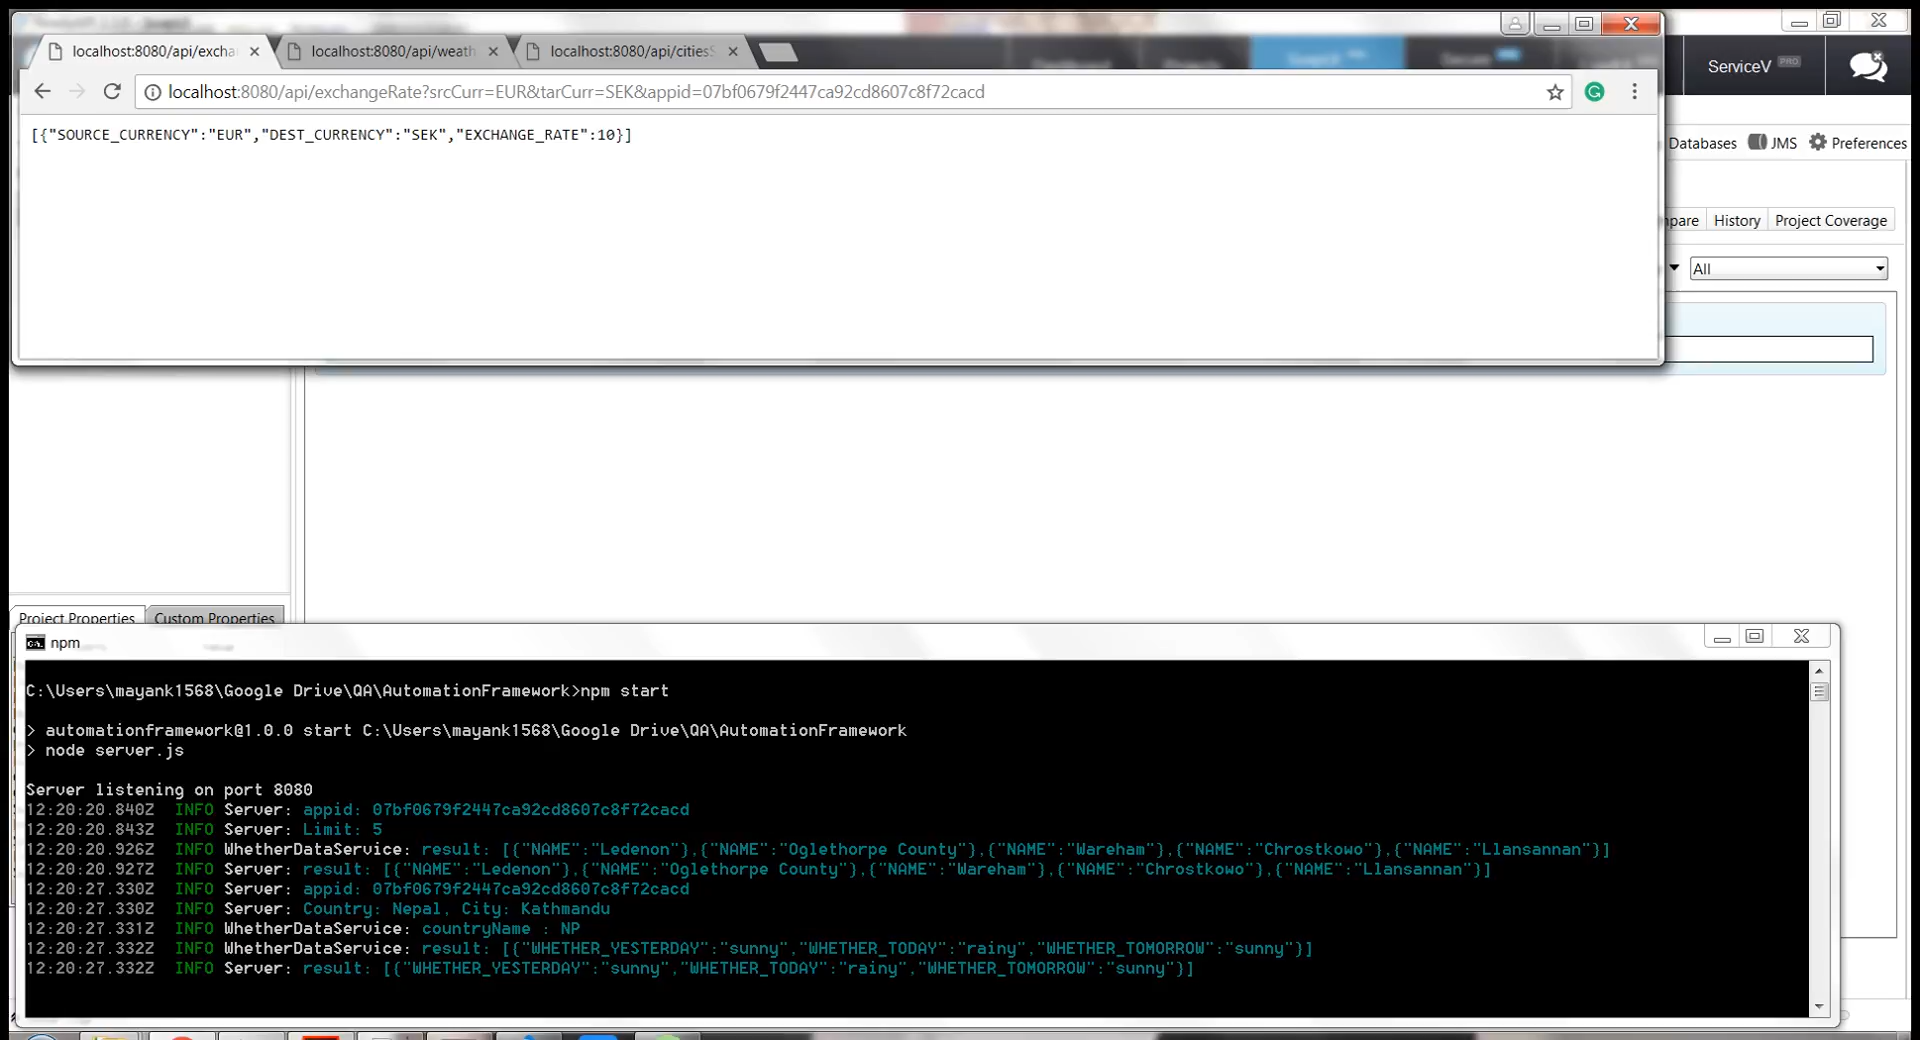 localhost:8080/api/excha
localhost:8080/api/weath
localhost:8080/api/cities
localhost:8080/api/exchangeRate?srcCurr=EUR&tarCurr=SEK&appid=07bf0679f2447ca92cd8607c8f72cacd
[{"SOURCE_CURRENCY":"EUR","DEST_CURRENCY":"SEK","EXCHANGE_RATE":10}]
ServiceV PRO
Databases JMS Preferences
History Project Coverage
All
Project Properties Custom Properties
npm
C:\Users\mayank1568\Google Drive\QA\AutomationFramework>npm start
> automationframework@1.0.0 start C:\Users\mayank1568\Google Drive\QA\AutomationFramework
> node server.js
Server listening on port 8080
12:20:20.840Z INFO Server: appid: 07bf0679f2447ca92cd8607c8f72cacd
12:20:20.843Z INFO Server: Limit: 5
12:20:20.926Z INFO WhetherDataService: result: [{"NAME":"Ledenon"},{"NAME":"Oglethorpe County"},{"NAME":"Wareham"},{"NAME":"Chrostkowo"},{"NAME":"Llansannan"}]
12:20:20.927Z INFO Server: result: [{"NAME":"Ledenon"},{"NAME":"Oglethorpe County"},{"NAME":"Wareham"},{"NAME":"Chrostkowo"},{"NAME":"Llansannan"}]
12:20:27.330Z INFO Server: appid: 07bf0679f2447ca92cd8607c8f72cacd
12:20:27.330Z INFO Server: Country: Nepal, City: Kathmandu
12:20:27.331Z INFO WhetherDataService: countryName : NP
12:20:27.332Z INFO WhetherDataService: result: [{"WHETHER_YESTERDAY":"sunny","WHETHER_TODAY":"rainy","WHETHER_TOMORROW":"sunny"}]
12:20:27.332Z INFO Server: result: [{"WHETHER_YESTERDAY":"sunny","WHETHER_TODAY":"rainy","WHETHER_TOMORROW":"sunny"}]